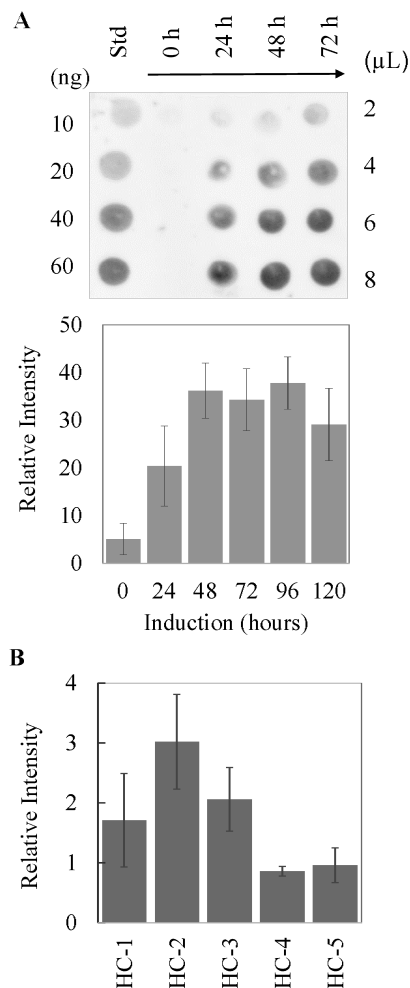 A
Std 0 h 24 h 48 h 72 h
(ng) (µL)
10 2
20 4
40 6
60 8
50
40
30
20
10
0
Relative Intensity
0 24 48 72 96 120
Induction (hours)
B
4
3
2
1
0
Relative Intensity
HC-1 HC-2 HC-3 HC-4 HC-5